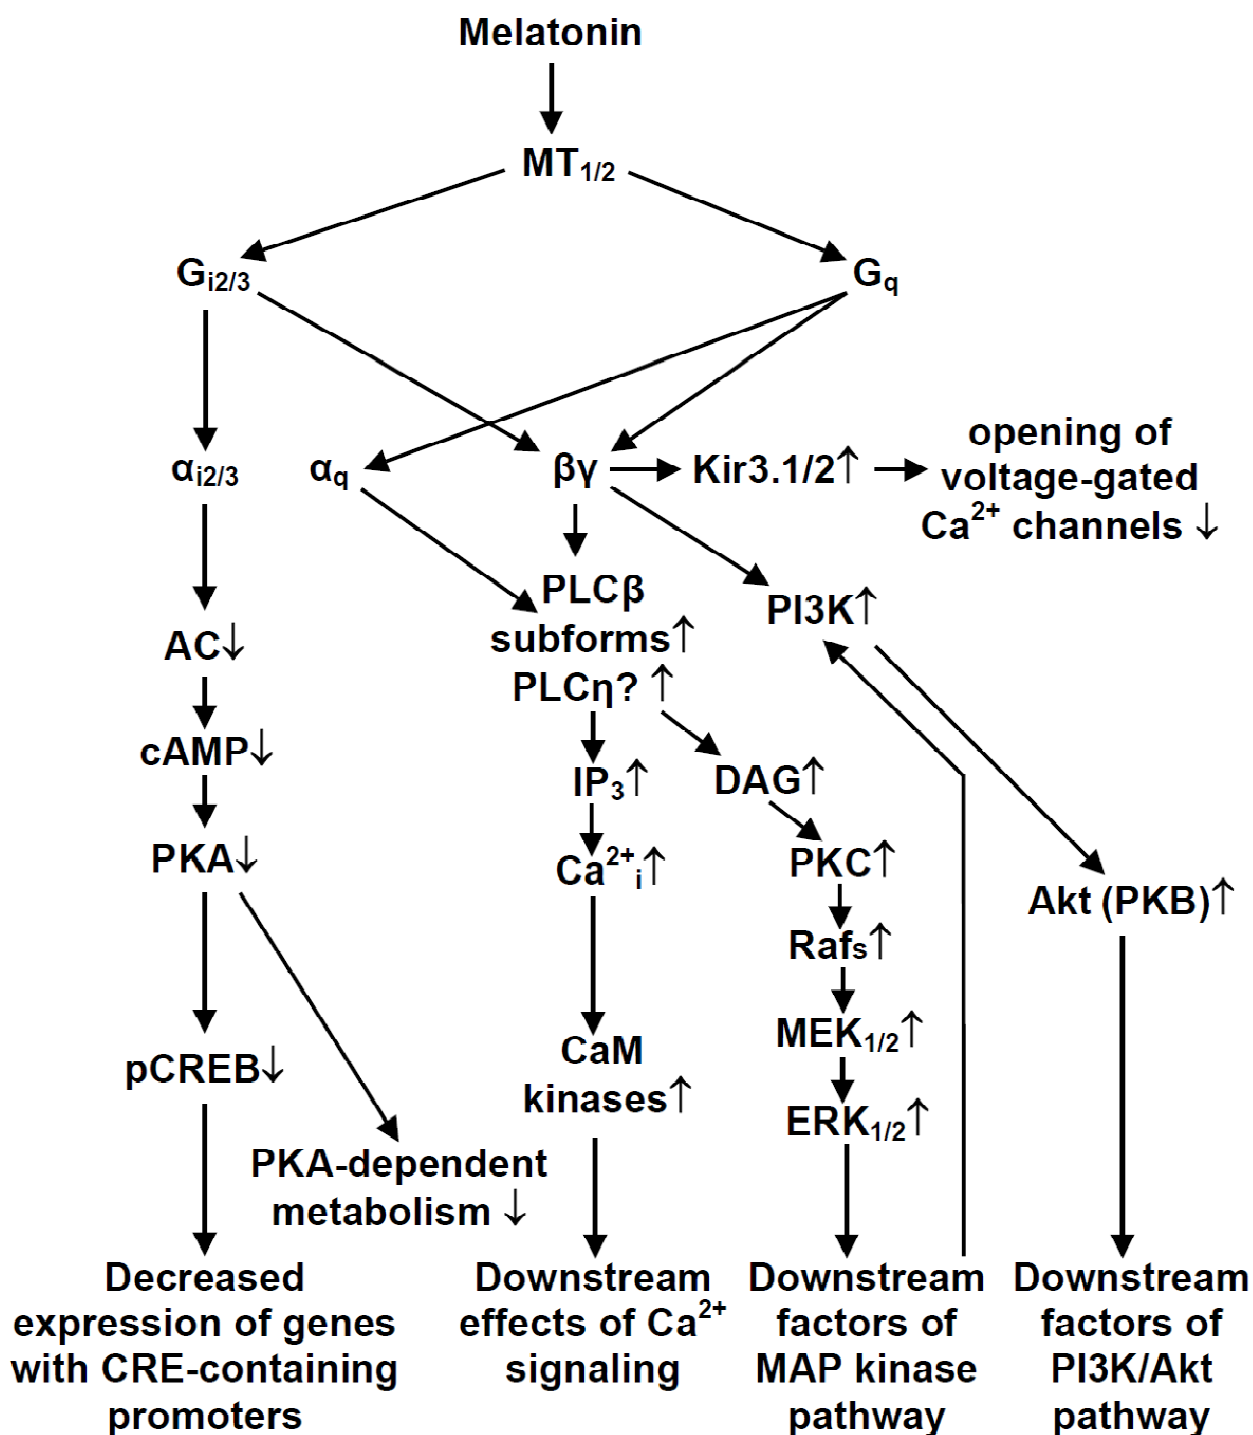 Melatonin
MT1/2
Gi2/3
Gq
αi2/3
αq
βγ
Kir3.1/2↑
opening of
voltage-gated
Ca2+ channels ↓
PLCβ
subforms↑
PLCη? ↑
PI3K↑
AC↓
cAMP↓
IP3↑
DAG↑
PKA↓
Ca2+i↑
PKC↑
Akt (PKB)↑
Rafs↑
MEK1/2↑
pCREB↓
CaM
kinases↑
ERK1/2↑
PKA-dependent
metabolism ↓
Decreased
expression of genes
with CRE-containing
promoters
Downstream
effects of Ca2+
signaling
Downstream
factors of
MAP kinase
pathway
Downstream
factors of
PI3K/Akt
pathway